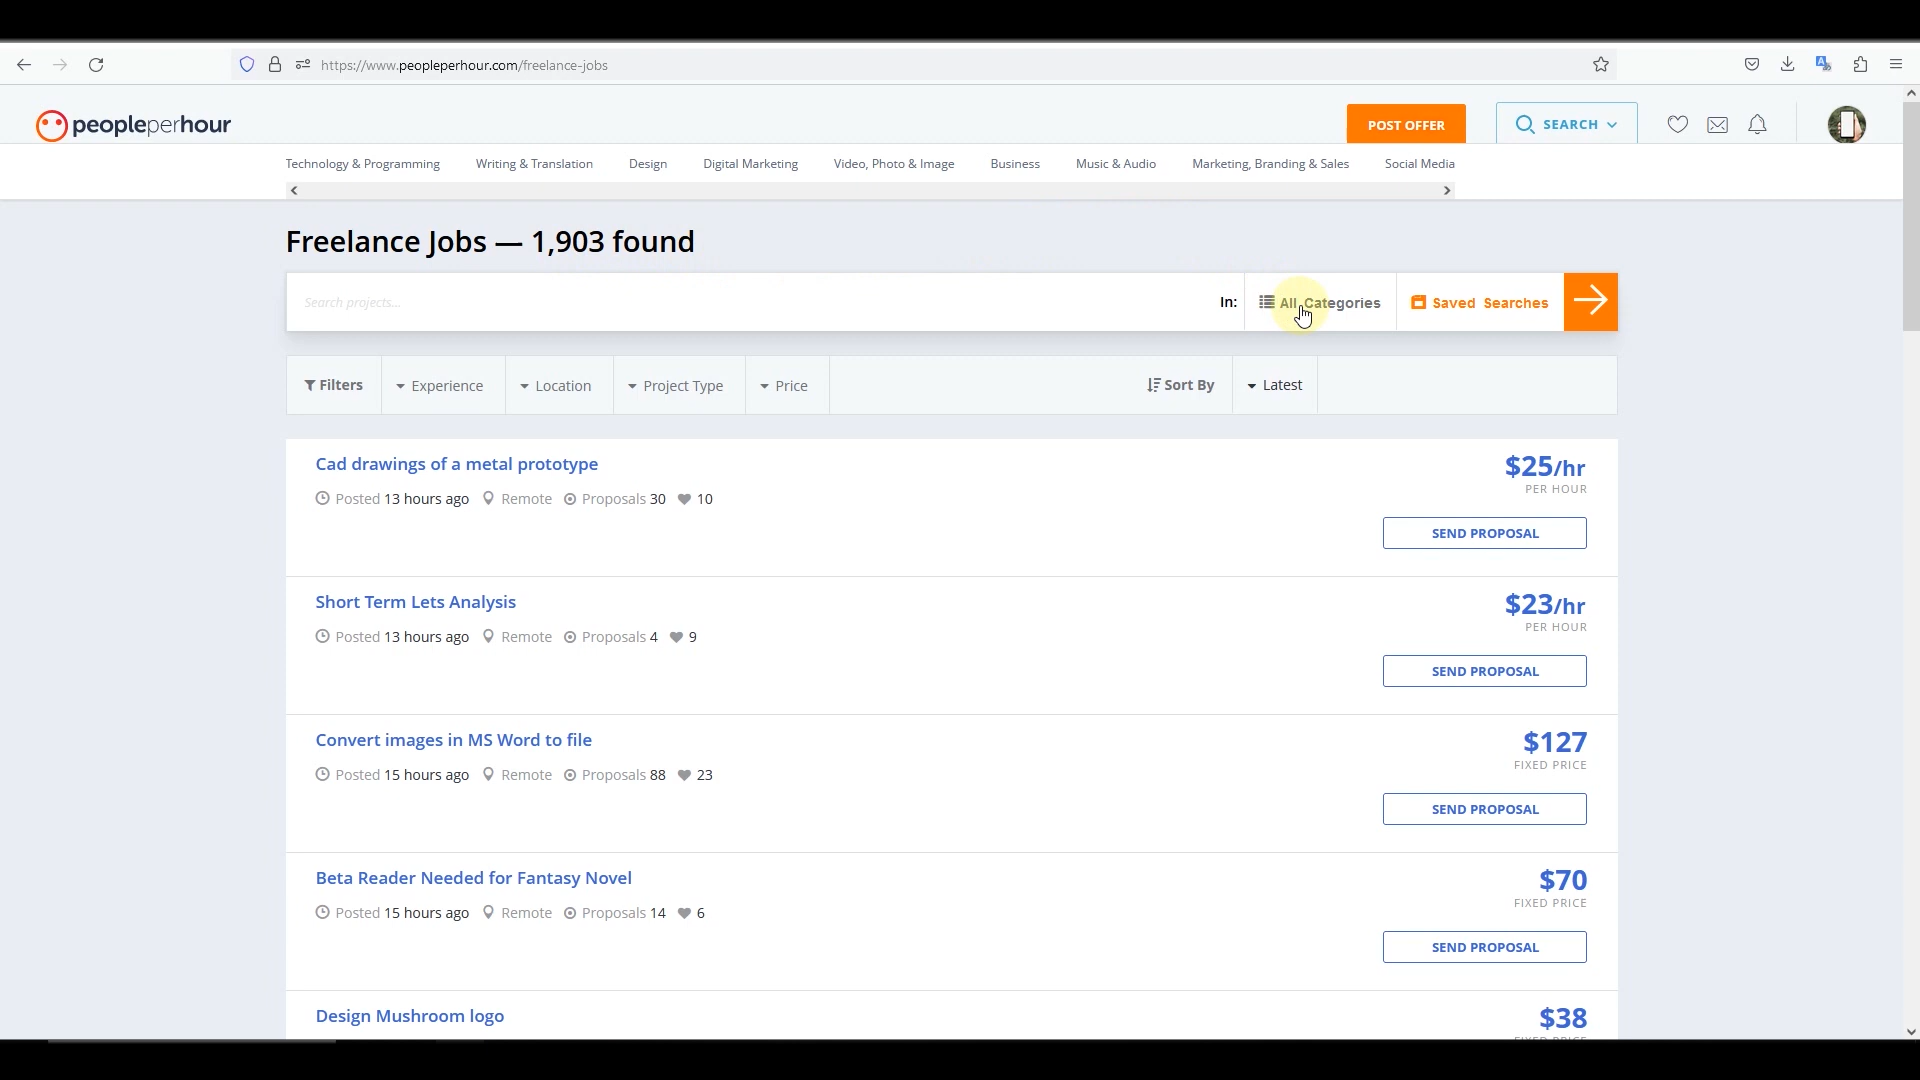 https://www.peopleperhour.com/freelance-jobs
peopleperhour
POST OFFER
SEARCH
Technology & Programming Writing & Translation Design Digital Marketing Video, Photo & Image Business Music & Audio Marketing, Branding & Sales Social Media
Freelance Jobs — 1,903 found
Search projects... In: All Categories Saved Searches
Filters Experience Location Project Type Price Sort By Latest
Cad drawings of a metal prototype $25/hr
PER HOUR
Posted 13 hours ago Remote Proposals 30 10
SEND PROPOSAL
Short Term Lets Analysis $23/hr
PER HOUR
Posted 13 hours ago Remote Proposals 4 9
SEND PROPOSAL
Convert images in MS Word to file $127
FIXED PRICE
Posted 15 hours ago Remote Proposals 88 23
SEND PROPOSAL
Beta Reader Needed for Fantasy Novel $70
FIXED PRICE
Posted 15 hours ago Remote Proposals 14 6
SEND PROPOSAL
Design Mushroom logo $38